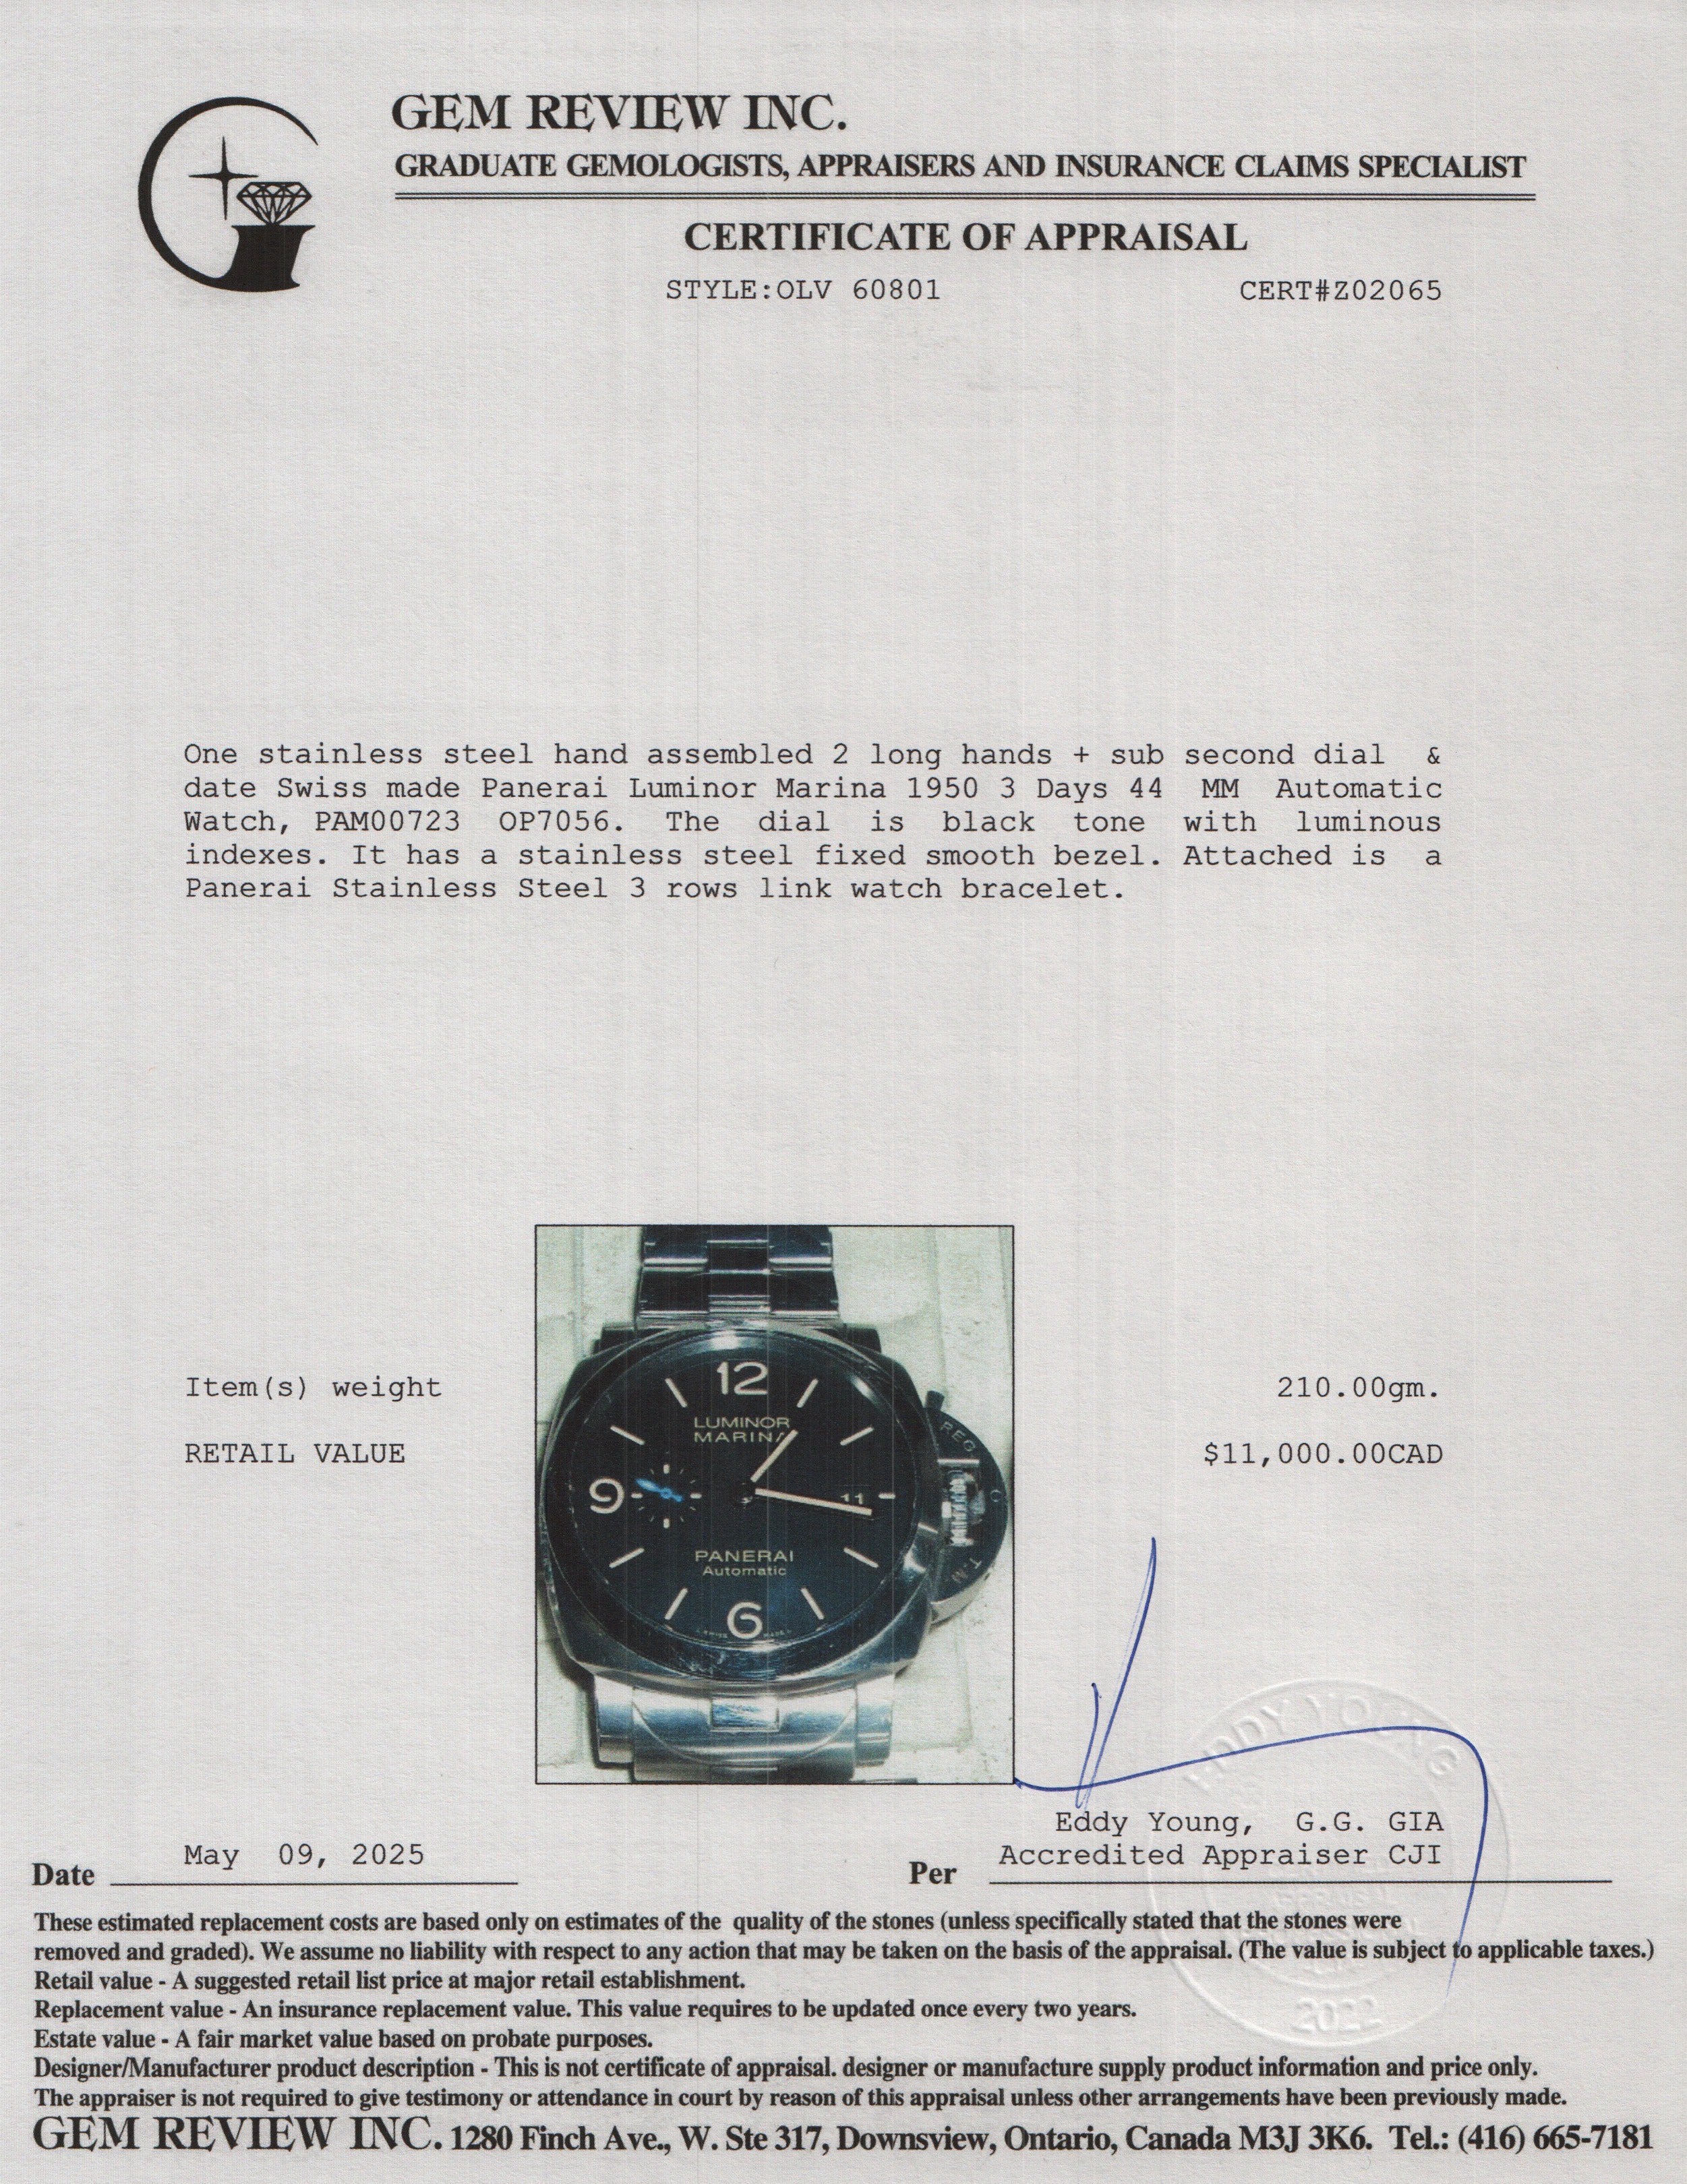 GEM REVIEW INC.
GRADUATE GEMOLOGISTS, APPRAISERS AND INSURANCE CLAIMS SPECIALIST
CERTIFICATE OF APPRAISAL
STYLE:OLV 60801 CERT#Z02065
One stainless steel hand assembled 2 long hands + sub second dial &
date Swiss made Panerai Luminor Marina 1950 3 Days 44 MM Automatic
Watch, PAM00723 OP7056. The dial is black tone with luminous
indexes. It has a stainless steel fixed smooth bezel. Attached is a
Panerai Stainless Steel 3 rows link watch bracelet.
12
LUMINOR
MARINA
9
11
PANERAI
Automatic
6
REG
T.M.
Item(s) weight 210.00gm.
RETAIL VALUE $11,000.00CAD
EDDY YOUNG
Eddy Young, G.G. GIA
Accredited Appraiser CJI
Date May 09, 2025 Per
2022
These estimated replacement costs are based only on estimates of the quality of the stones (unless specifically stated that the stones were
removed and graded). We assume no liability with respect to any action that may be taken on the basis of the appraisal. (The value is subject to applicable taxes.)
Retail value - A suggested retail list price at major retail establishment.
Replacement value - An insurance replacement value. This value requires to be updated once every two years.
Estate value - A fair market value based on probate purposes.
Designer/Manufacturer product description - This is not certificate of appraisal. designer or manufacture supply product information and price only.
The appraiser is not required to give testimony or attendance in court by reason of this appraisal unless other arrangements have been previously made.
GEM REVIEW INC. 1280 Finch Ave., W. Ste 317, Downsview, Ontario, Canada M3J 3K6. Tel.: (416) 665-7181